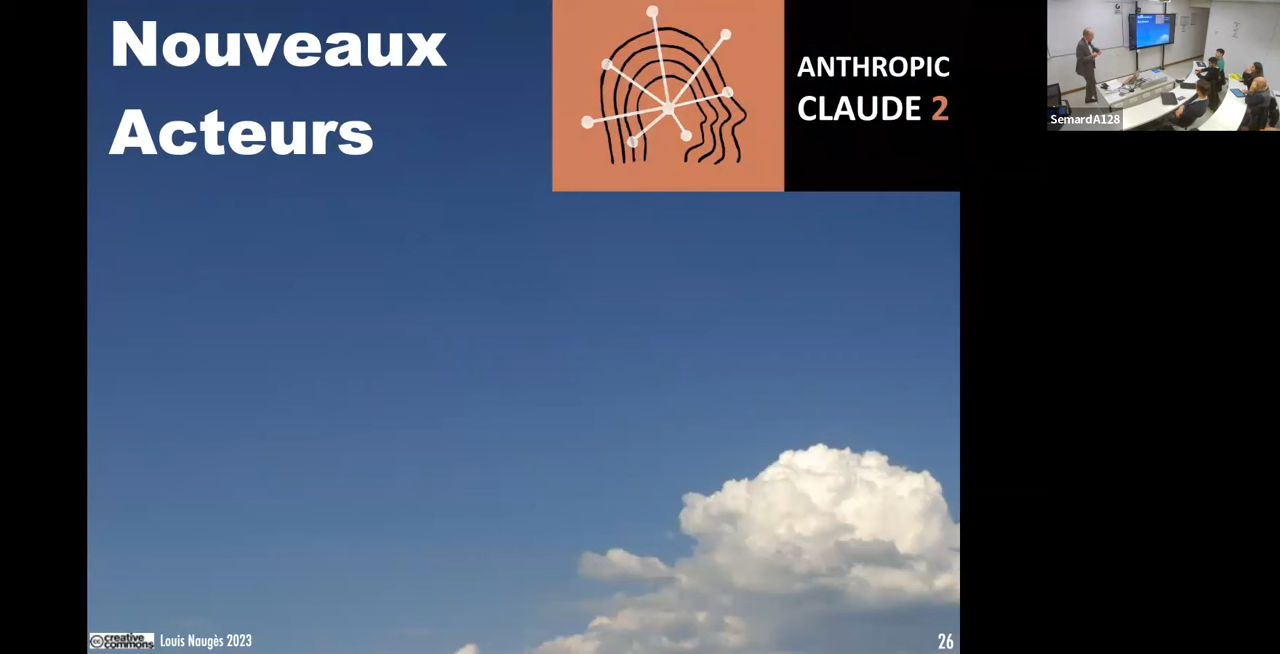 Nouveaux
Acteurs
ANTHROPIC
CLAUDE 2
SemardA128
creative
commons
Louis Naugès 2023
26